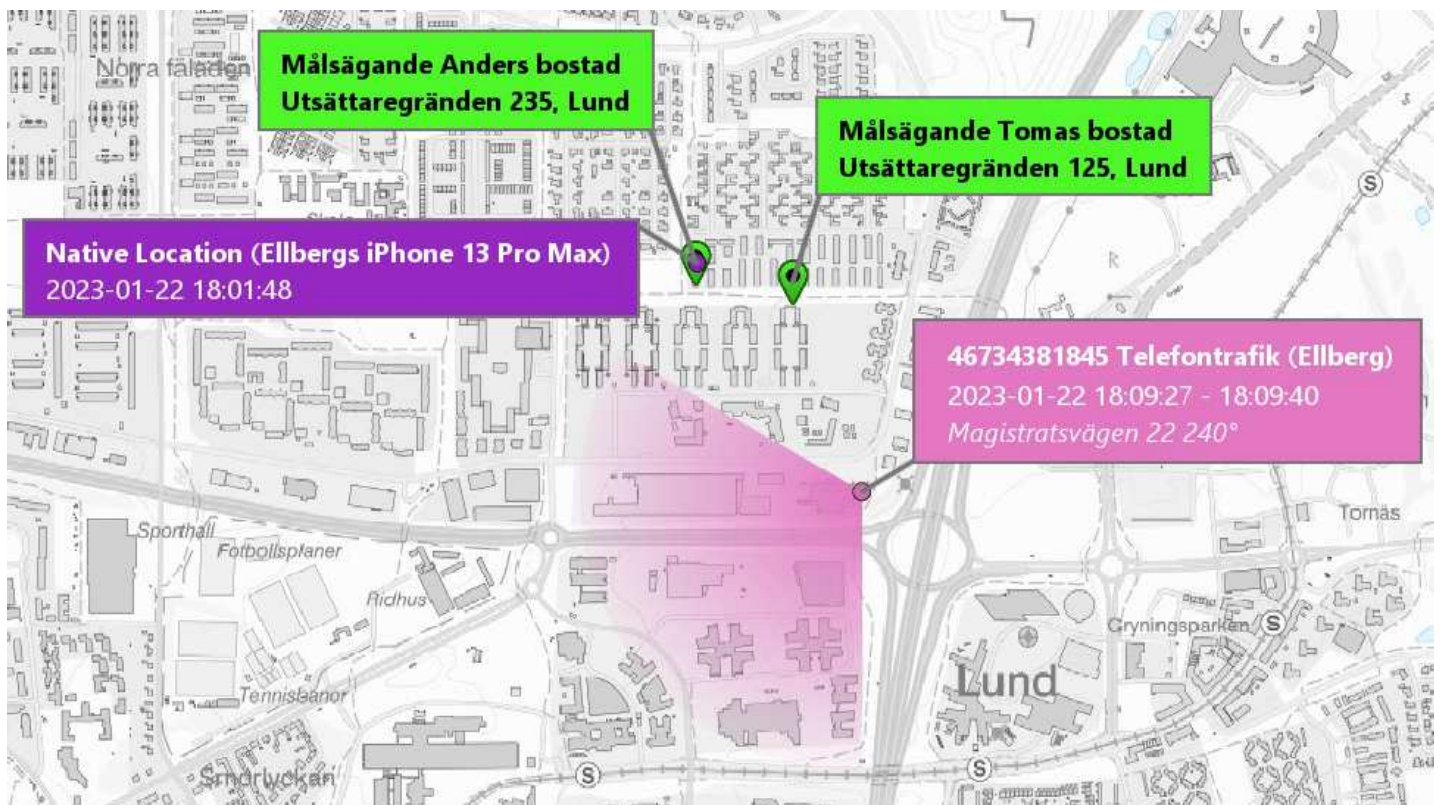 Norra fäladen
Målsägande Anders bostad
Utsättaregränden 235, Lund
Målsägande Tomas bostad
Utsättaregränden 125, Lund
S
Native Location (Ellbergs iPhone 13 Pro Max)
2023-01-22 18:01:48
R
46734381845 Telefontrafik (Ellberg)
2023-01-22 18:09:27 - 18:09:40
Magistratsvägen 22 240°
Tornäs
Sporthall
Fotbollsplaner
Ridhus
Gryningsparken
S
Lund
Tennisbanor
Smörlyckan
S
S